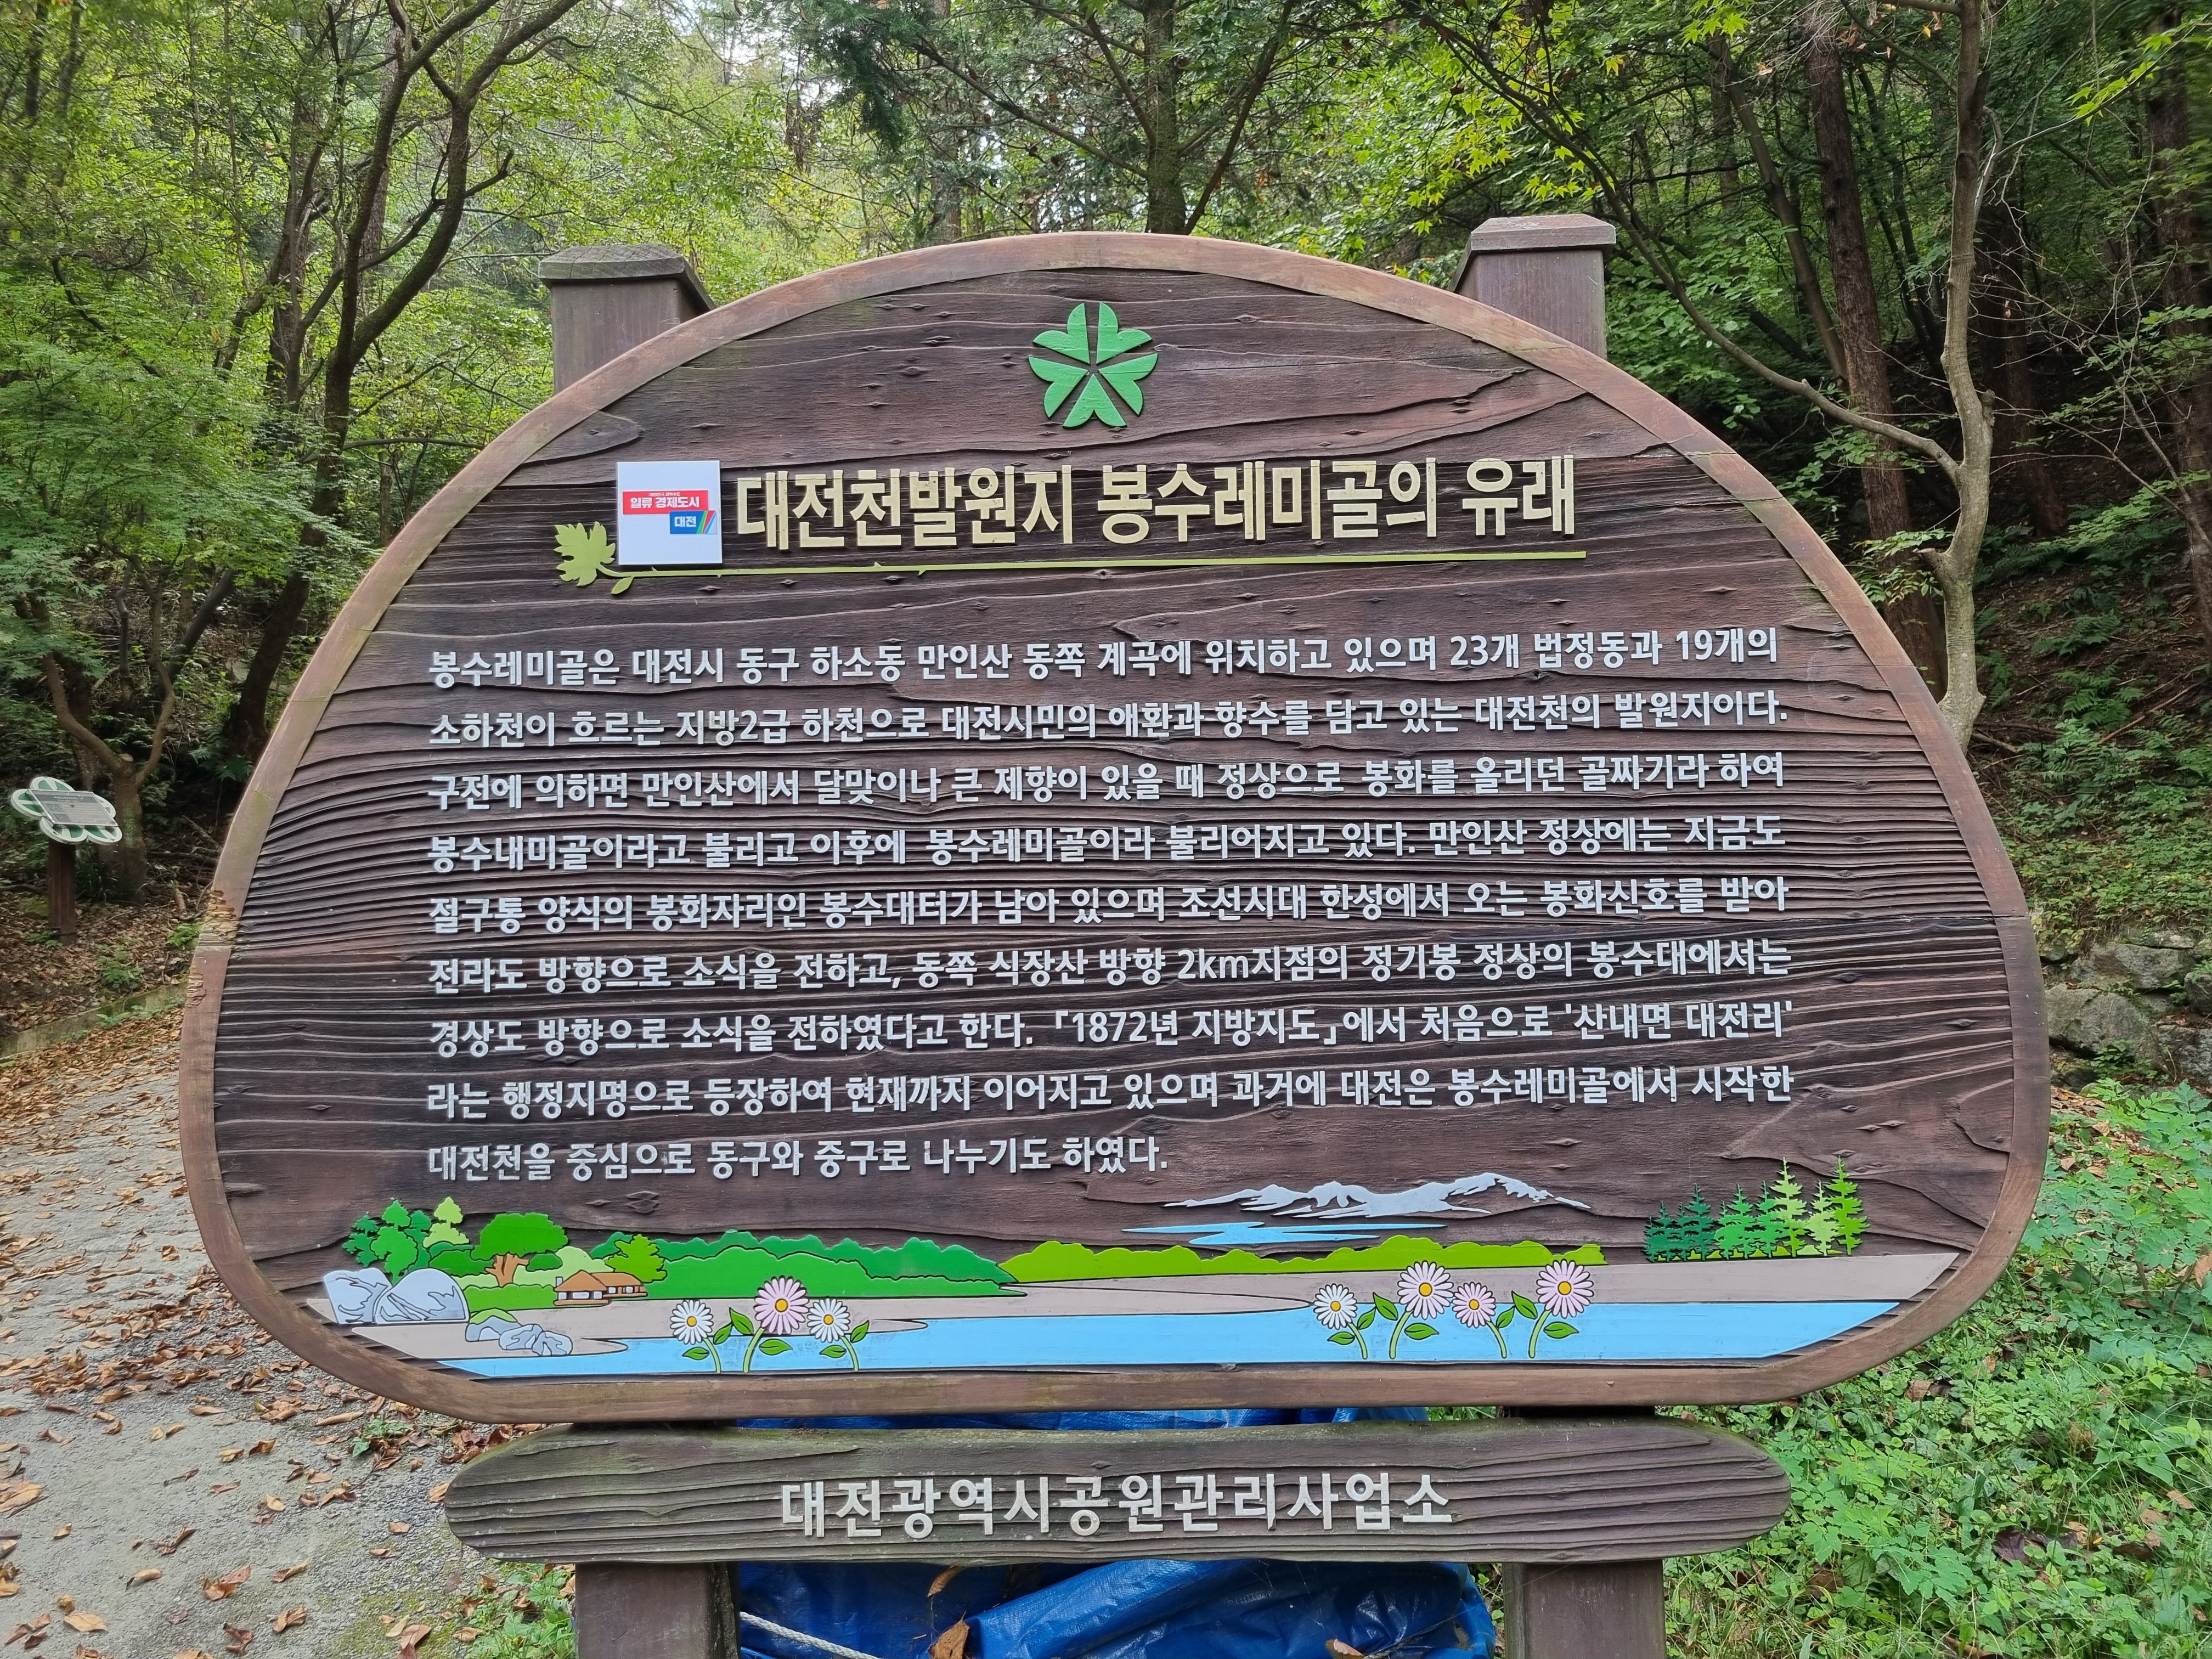 대한민국 과학수도
일류 경제도시
대전
대전천발원지 봉수레미골의 유래
봉수레미골은 대전시 동구 하소동 만인산 동쪽 계곡에 위치하고 있으며 23개 법정동과 19개의
소하천이 흐르는 지방2급 하천으로 대전시민의 애환과 향수를 담고 있는 대전천의 발원지이다.
구전에 의하면 만인산에서 달맞이나 큰 제향이 있을 때 정상으로 봉화를 올리던 골짜기라 하여
봉수내미골이라고 불리고 이후에 봉수레미골이라 불리어지고 있다. 만인산 정상에는 지금도
절구통 양식의 봉화자리인 봉수대터가 남아 있으며 조선시대 한성에서 오는 봉화신호를 받아
전라도 방향으로 소식을 전하고, 동쪽 식장산 방향 2km지점의 정기봉 정상의 봉수대에서는
경상도 방향으로 소식을 전하였다고 한다. 「1872년 지방지도」에서 처음으로 '산내면 대전리'
라는 행정지명으로 등장하여 현재까지 이어지고 있으며 과거에 대전은 봉수레미골에서 시작한
대전천을 중심으로 동구와 중구로 나누기도 하였다.
대전광역시공원관리사업소